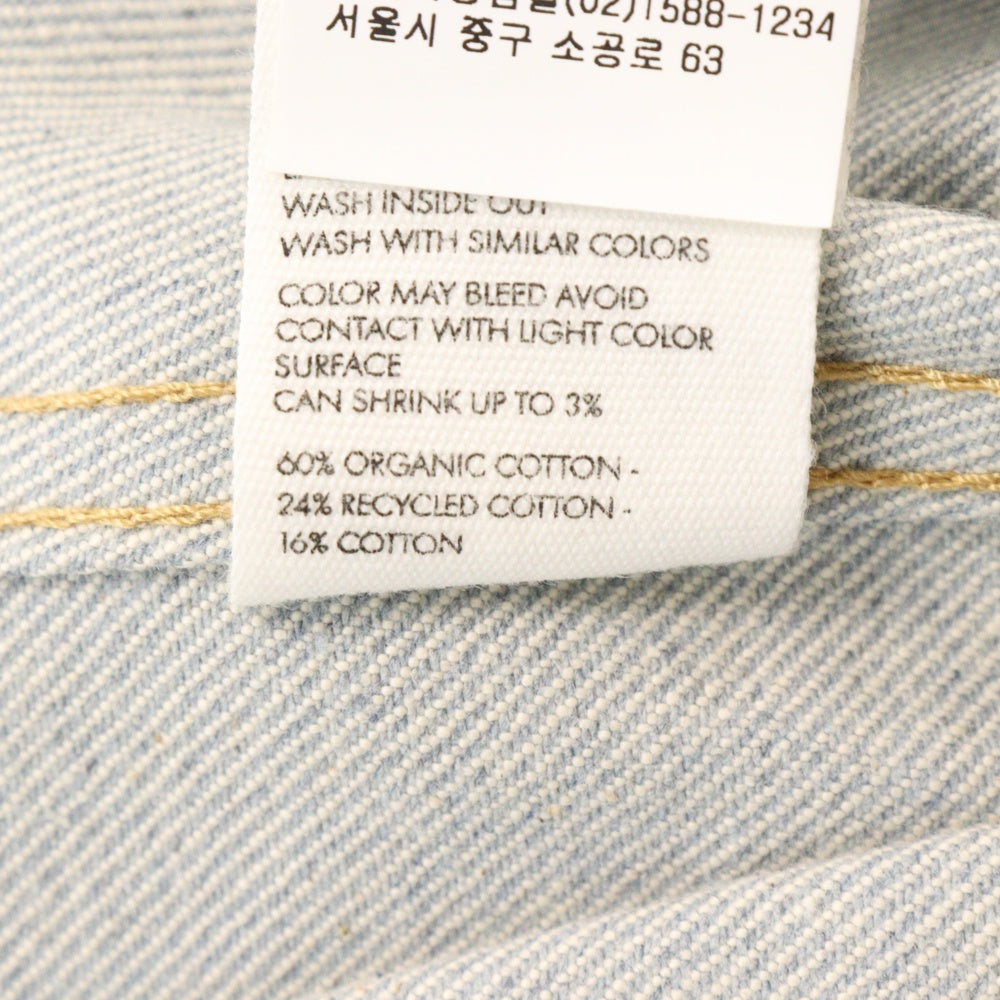 (02)1588-1234
서울시 중구 소공로 63
WASH INSIDE OUT
WASH WITH SIMILAR COLORS
COLOR MAY BLEED AVOID
CONTACT WITH LIGHT COLOR
SURFACE
CAN SHRINK UP TO 3%
60% ORGANIC COTTON -
24% RECYCLED COTTON -
16% COTTON